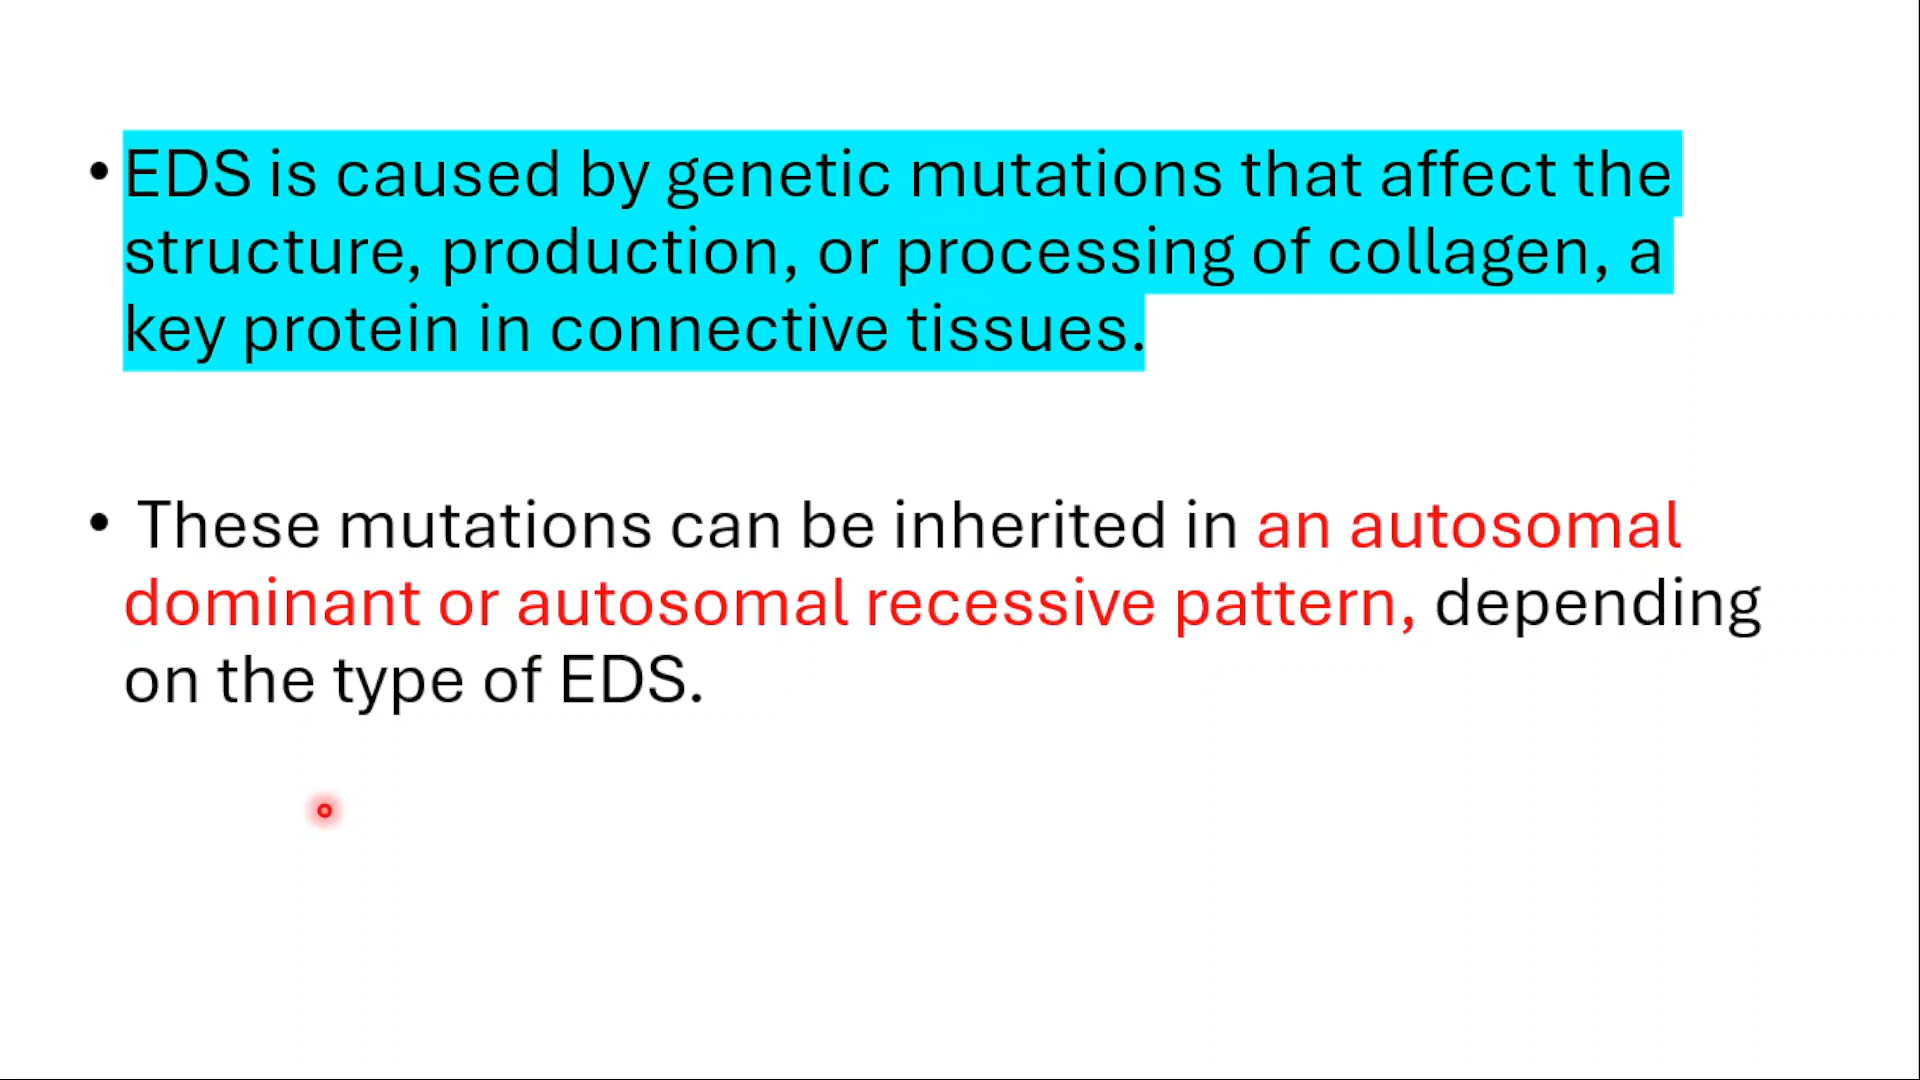 • EDS is caused by genetic mutations that affect the
structure, production, or processing of collagen, a
key protein in connective tissues.
• These mutations can be inherited in an autosomal
dominant or autosomal recessive pattern, depending
on the type of EDS.